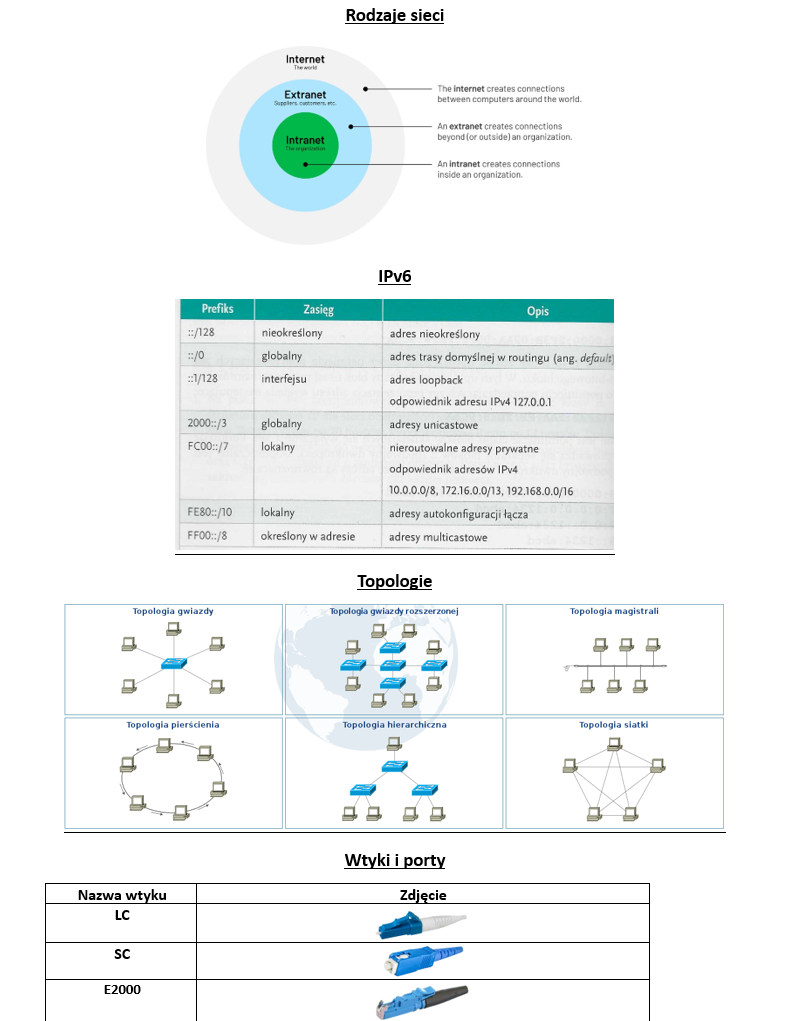 Rodzaje sieci
Internet
The world
Extranet
Suppliers, customers, etc.
Intranet
The organization
The internet creates connections
between computers around the world.
An extranet creates connections
beyond (or outside) an organization.
An intranet creates connections
inside an organization.
IPv6
Prefiks Zasięg Opis
::/128 nieokreślony adres nieokreślony
::/0 globalny adres trasy domyślnej w routingu (ang. default)
::1/128 interfejsu adres loopback
odpowiednik adresu IPv4 127.0.0.1
2000::/3 globalny adresy unicastowe
FC00::/7 lokalny nieroutowalne adresy prywatne
odpowiednik adresów IPv4
10.0.0.0/8, 172.16.0.0/13, 192.168.0.0/16
FE80::/10 lokalny adresy autokonfiguracji łącza
FF00::/8 określony w adresie adresy multicastowe
Topologie
Topologia gwiazdy Topologia gwiazdy rozszerzonej Topologia magistrali
Topologia pierścienia Topologia hierarchiczna Topologia siatki
Wtyki i porty
Nazwa wtyku Zdjęcie
LC
SC
E2000